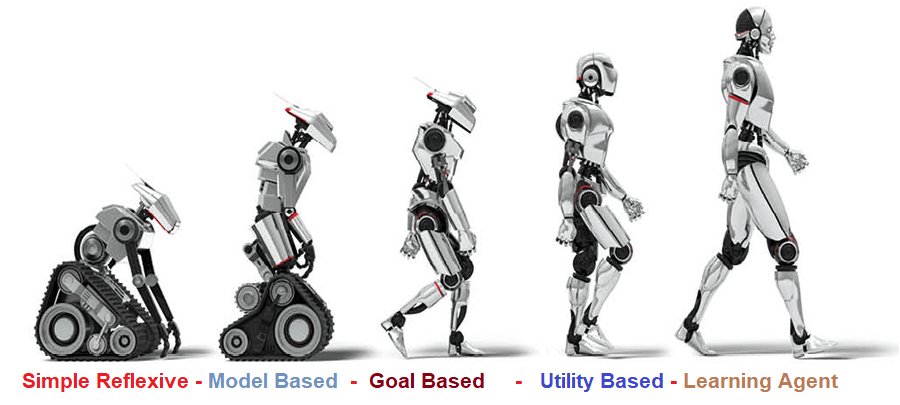 Simple Reflexive - Model Based - Goal Based - Utility Based - Learning Agent